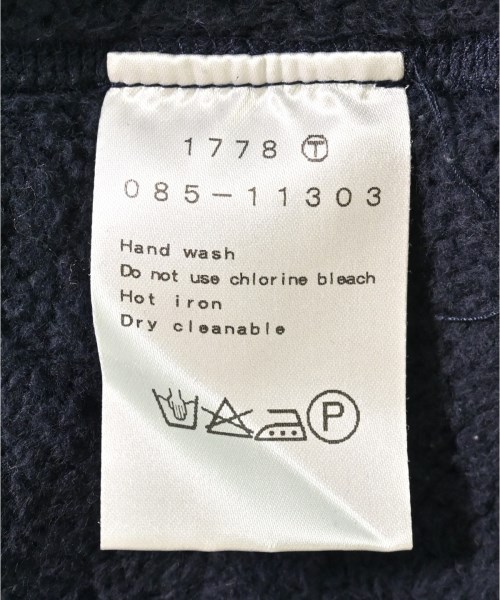 1778 Ⓣ
085-11303
Hand wash
Do not use chlorine bleach
Hot iron
Dry cleanable
P